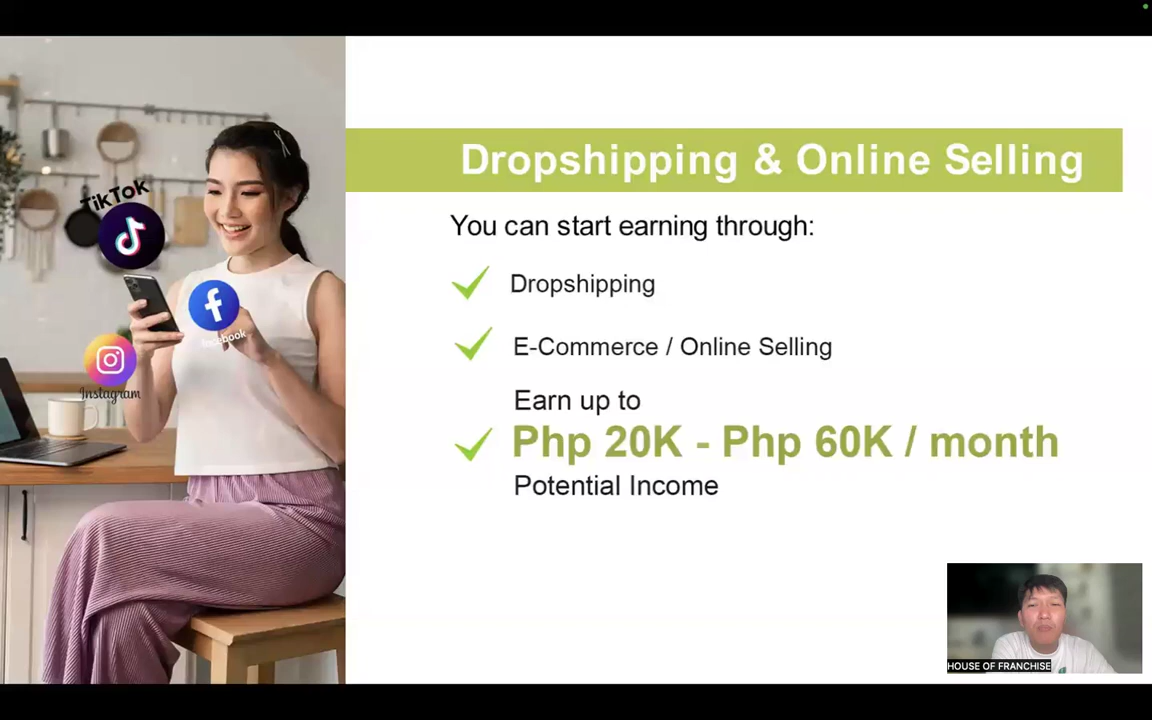 Dropshipping & Online Selling
You can start earning through:
Dropshipping
E-Commerce / Online Selling
Earn up to
Php 20K - Php 60K / month
Potential Income
TikTok
facebook
Instagram
HOUSE OF FRANCHISE